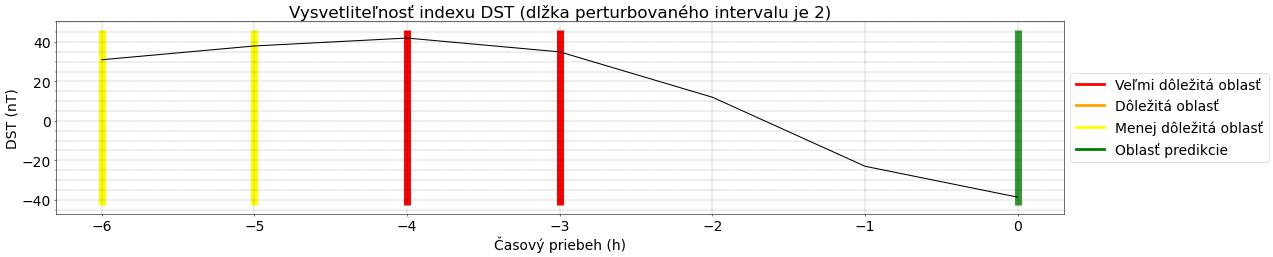 Vysvetliteľnosť indexu DST (dlžka perturbovaného intervalu je 2)
DST (nT)
40
20
0
−20
−40
−6 −5 −4 −3 −2 −1 0
Časový priebeh (h)
Veľmi dôležitá oblasť
Dôležitá oblasť
Menej dôležitá oblasť
Oblasť predikcie